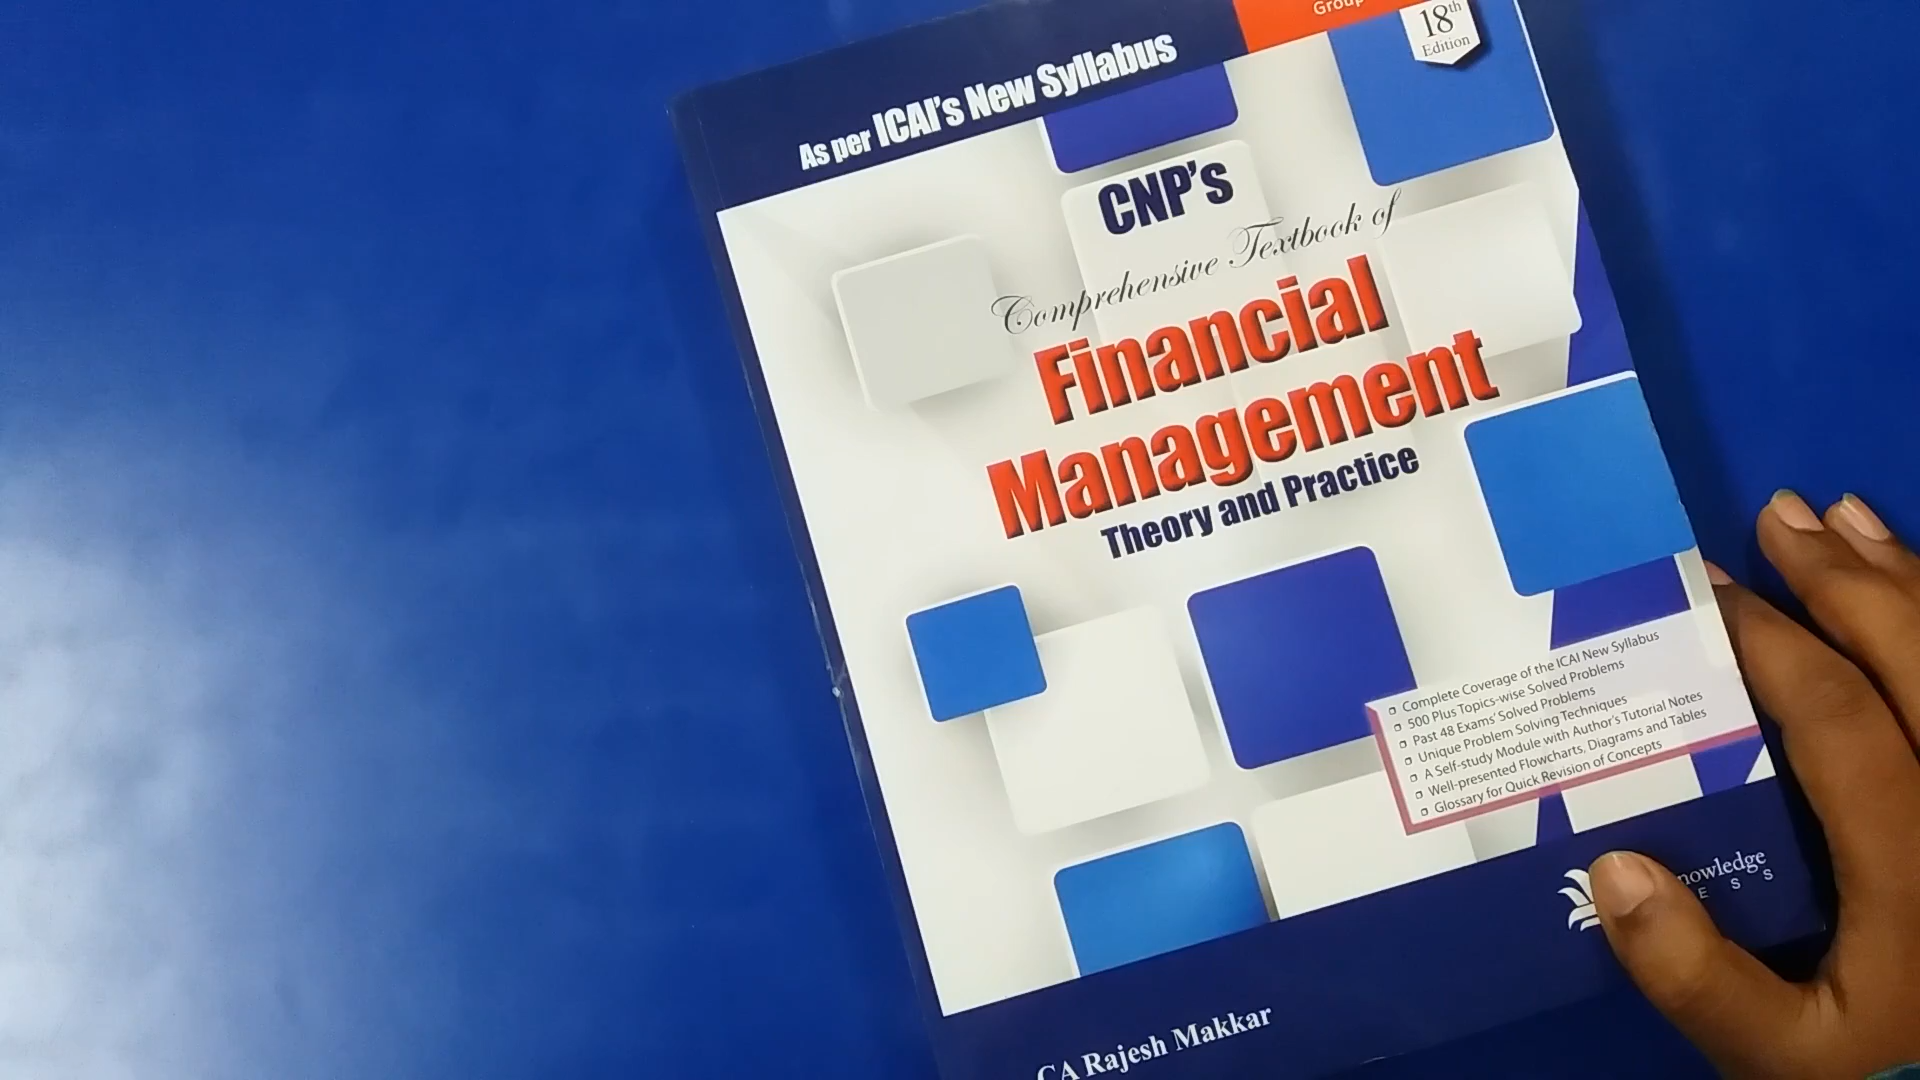 Group
18th
Edition
As per ICAI's New Syllabus
CNP's
Comprehensive Textbook of
Financial
Management
Theory and Practice
Complete Coverage of the ICAI New Syllabus
500 Plus Topics-wise Solved Problems
Past 48 Exams' Solved Problems
Unique Problem Solving Techniques
A Self-study Module with Author's Tutorial Notes
Well-presented Flowcharts, Diagrams and Tables
Glossary for Quick Revision of Concepts
CA Rajesh Makkar